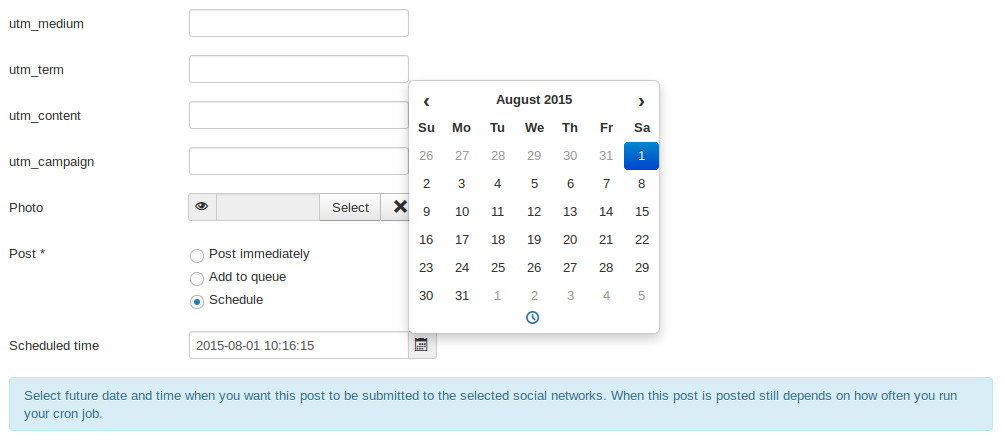 utm_medium
utm_term
utm_content
utm_campaign
Photo
Select
Post *
Post immediately
Add to queue
Schedule
Scheduled time
2015-08-01 10:16:15
‹ August 2015 ›
Su Mo Tu We Th Fr Sa
26 27 28 29 30 31 1
2 3 4 5 6 7 8
9 10 11 12 13 14 15
16 17 18 19 20 21 22
23 24 25 26 27 28 29
30 31 1 2 3 4 5
Select future date and time when you want this post to be submitted to the selected social networks. When this post is posted still depends on how often you run
your cron job.